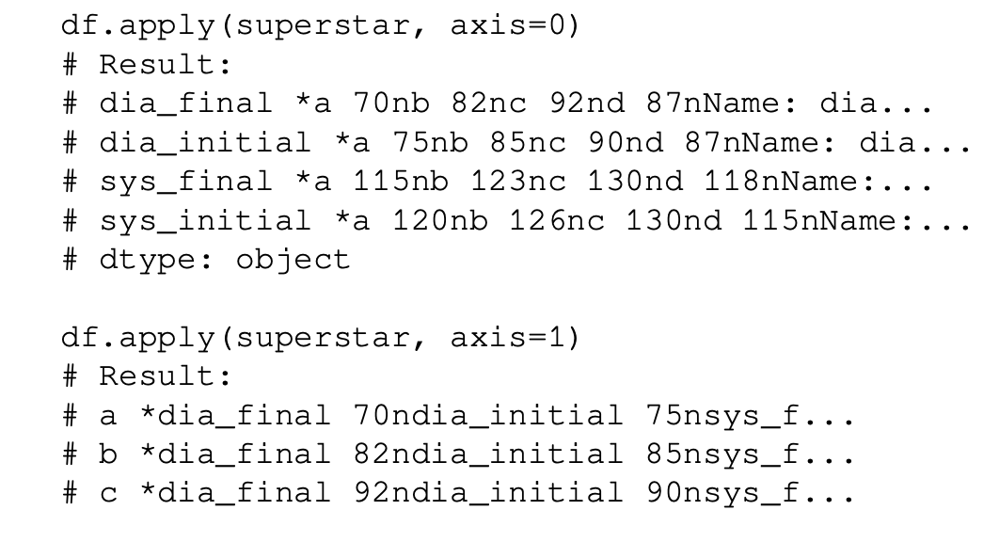 df.apply(superstar, axis=0)
# Result:
# dia_final *a 70nb 82nc 92nd 87nName: dia...
# dia_initial *a 75nb 85nc 90nd 87nName: dia...
# sys_final *a 115nb 123nc 130nd 118nName:...
# sys_initial *a 120nb 126nc 130nd 115nName:...
# dtype: object
df.apply(superstar, axis=1)
# Result:
# a *dia_final 70ndia_initial 75nsys_f...
# b *dia_final 82ndia_initial 85nsys_f...
# c *dia_final 92ndia_initial 90nsys_f...